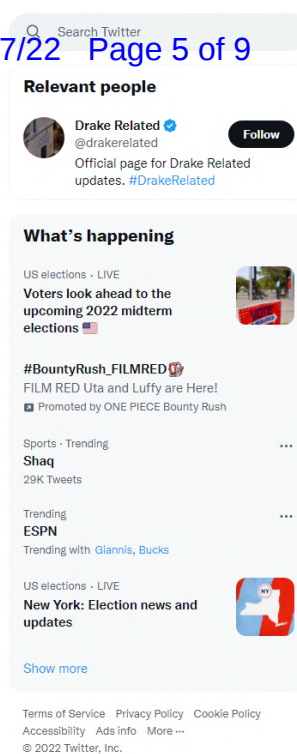 Search Twitter
7/22 Page 5 of 9
Relevant people
Drake Related
@drakerelated
Follow
Official page for Drake Related
updates. #DrakeRelated
What's happening
US elections · LIVE
Voters look ahead to the
upcoming 2022 midterm
elections 🇺🇸
VOTE
#BountyRush_FILMRED
FILM RED Uta and Luffy are Here!
Promoted by ONE PIECE Bounty Rush
Sports · Trending
Shaq
29K Tweets
Trending
ESPN
Trending with Giannis, Bucks
US elections · LIVE
New York: Election news and
updates
NY
Show more
Terms of Service Privacy Policy Cookie Policy
Accessibility Ads info More ···
© 2022 Twitter, Inc.